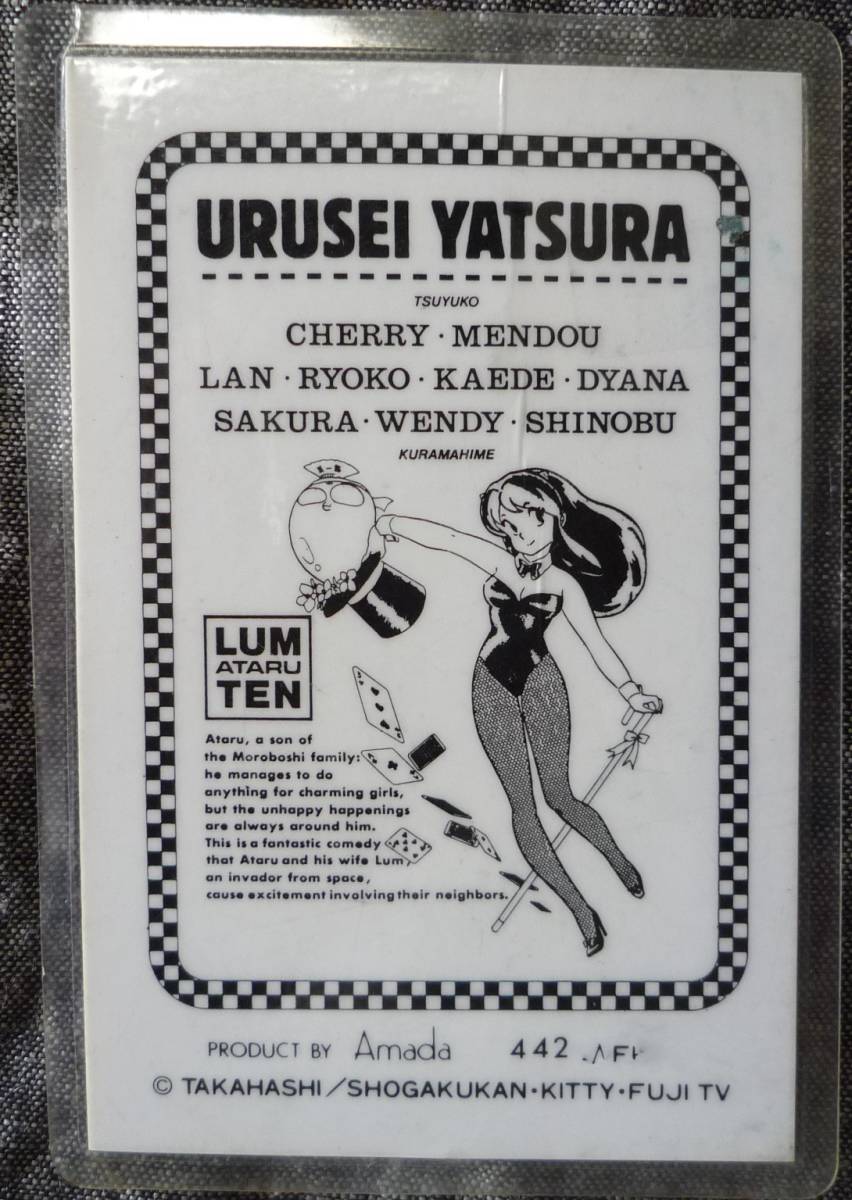 URUSEI YATSURA
TSUYUKO
CHERRY · MENDOU
LAN · RYOKO · KAEDE · DYANA
SAKURA · WENDY · SHINOBU
KURAMAHIME
LUM
ATARU
TEN
Ataru, a son of
the Moroboshi family:
he manages to do
anything for charming girls,
but the unhappy happenings
are always around him.
This is a fantastic comedy
that Ataru and his wife Lum,
an invador from space,
cause excitement involving their neighbors.
PRODUCT BY Amada 442
© TAKAHASHI/SHOGAKUKAN·KITTY·FUJI TV